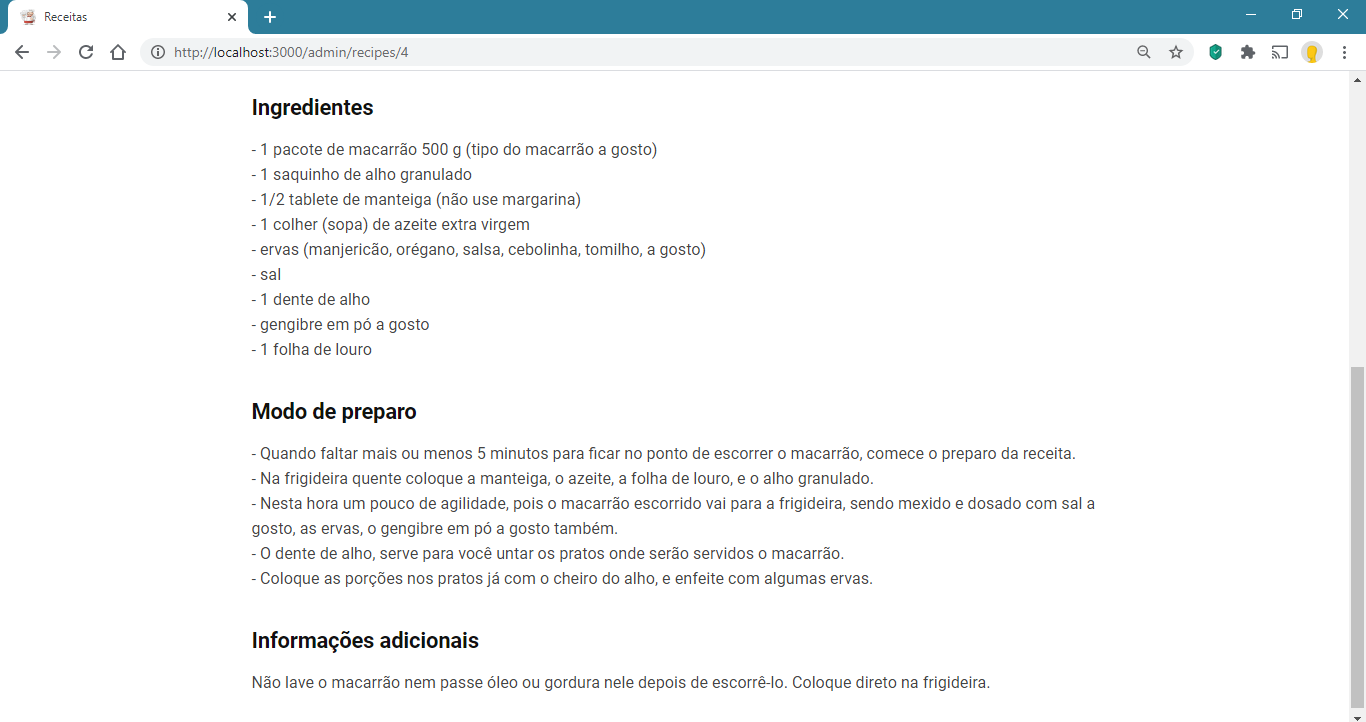 Receitas
http://localhost:3000/admin/recipes/4
Ingredientes
- 1 pacote de macarrão 500 g (tipo do macarrão a gosto)
- 1 saquinho de alho granulado
- 1/2 tablete de manteiga (não use margarina)
- 1 colher (sopa) de azeite extra virgem
- ervas (manjericão, orégano, salsa, cebolinha, tomilho, a gosto)
- sal
- 1 dente de alho
- gengibre em pó a gosto
- 1 folha de louro
Modo de preparo
- Quando faltar mais ou menos 5 minutos para ficar no ponto de escorrer o macarrão, comece o preparo da receita.
- Na frigideira quente coloque a manteiga, o azeite, a folha de louro, e o alho granulado.
- Nesta hora um pouco de agilidade, pois o macarrão escorrido vai para a frigideira, sendo mexido e dosado com sal a
gosto, as ervas, o gengibre em pó a gosto também.
- O dente de alho, serve para você untar os pratos onde serão servidos o macarrão.
- Coloque as porções nos pratos já com o cheiro do alho, e enfeite com algumas ervas.
Informações adicionais
Não lave o macarrão nem passe óleo ou gordura nele depois de escorrê-lo. Coloque direto na frigideira.